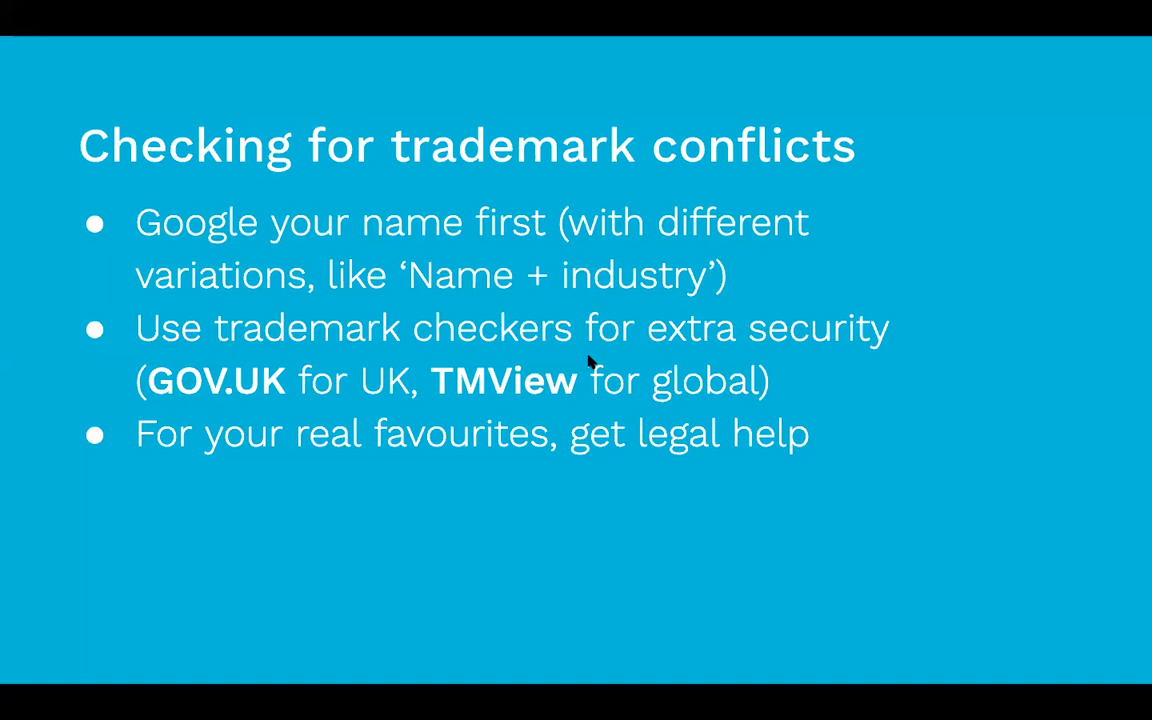 Checking for trademark conflicts
● Google your name first (with different
variations, like ‘Name + industry’)
● Use trademark checkers for extra security
(GOV.UK for UK, TMView for global)
● For your real favourites, get legal help